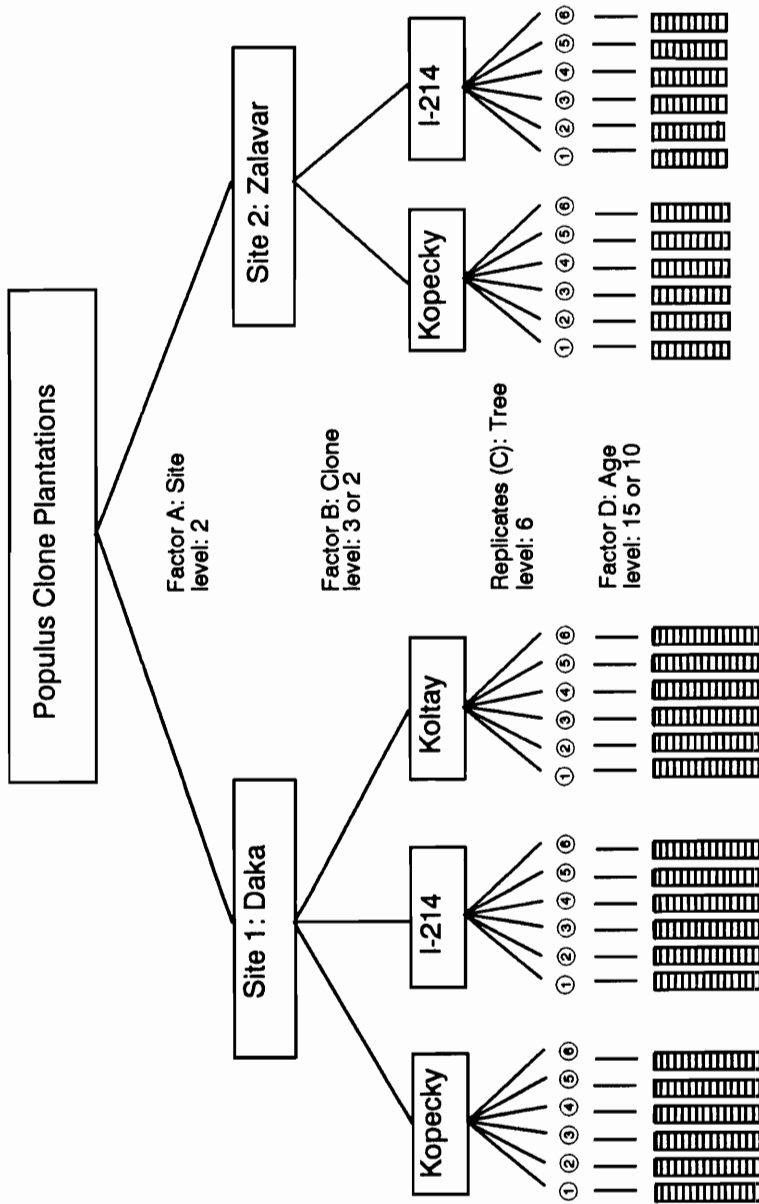 Populus Clone Plantations
Factor A: Site
level: 2
Site 1: Daka
Site 2: Zalavar
Factor B: Clone
level: 3 or 2
Kopecky
I-214
Koltay
Kopecky
I-214
Replicates (C): Tree
level: 6
1 2 3 4 5 6
1 2 3 4 5 6
1 2 3 4 5 6
1 2 3 4 5 6
1 2 3 4 5 6
Factor D: Age
level: 15 or 10